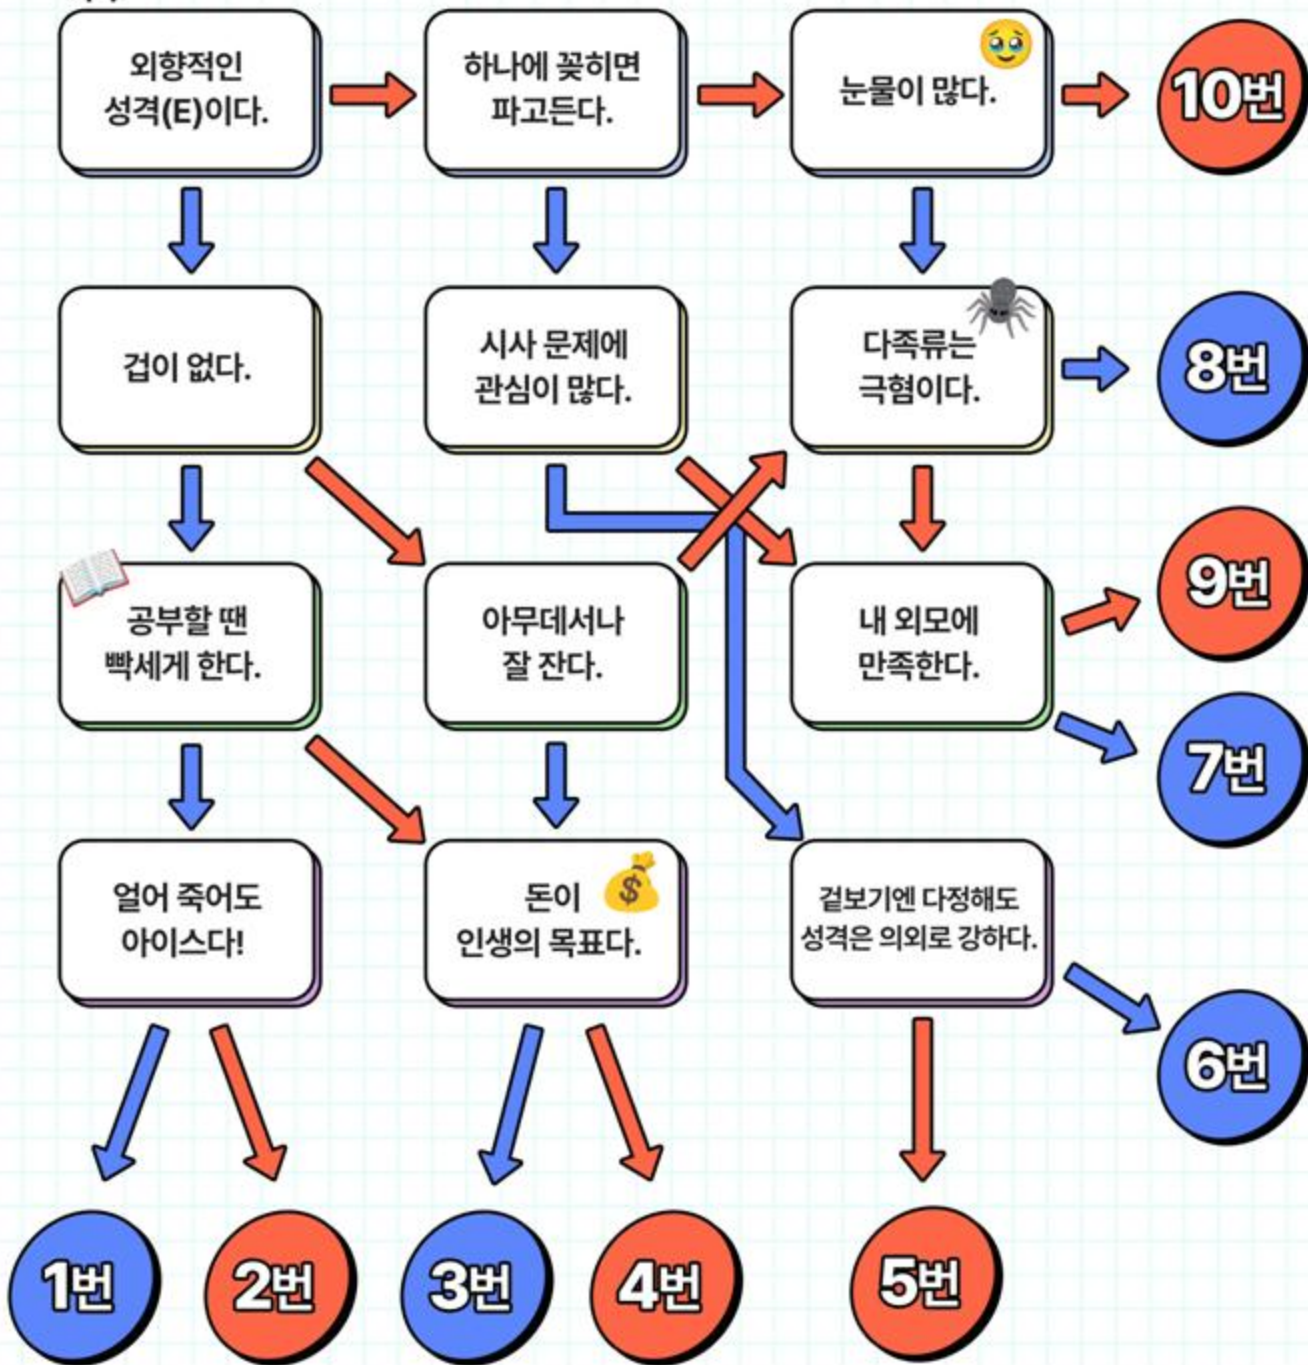 외향적인
성격(E)이다.
하나에 꽂히면
파고든다.
눈물이 많다.
10번
겁이 없다.
시사 문제에
관심이 많다.
다족류는
극혐이다.
8번
공부할 땐
빡세게 한다.
아무데서나
잘 잔다.
내 외모에
만족한다.
9번
7번
얼어 죽어도
아이스다!
돈이
인생의 목표다.
겉보기엔 다정해도
성격은 의외로 강하다.
6번
1번
2번
3번
4번
5번